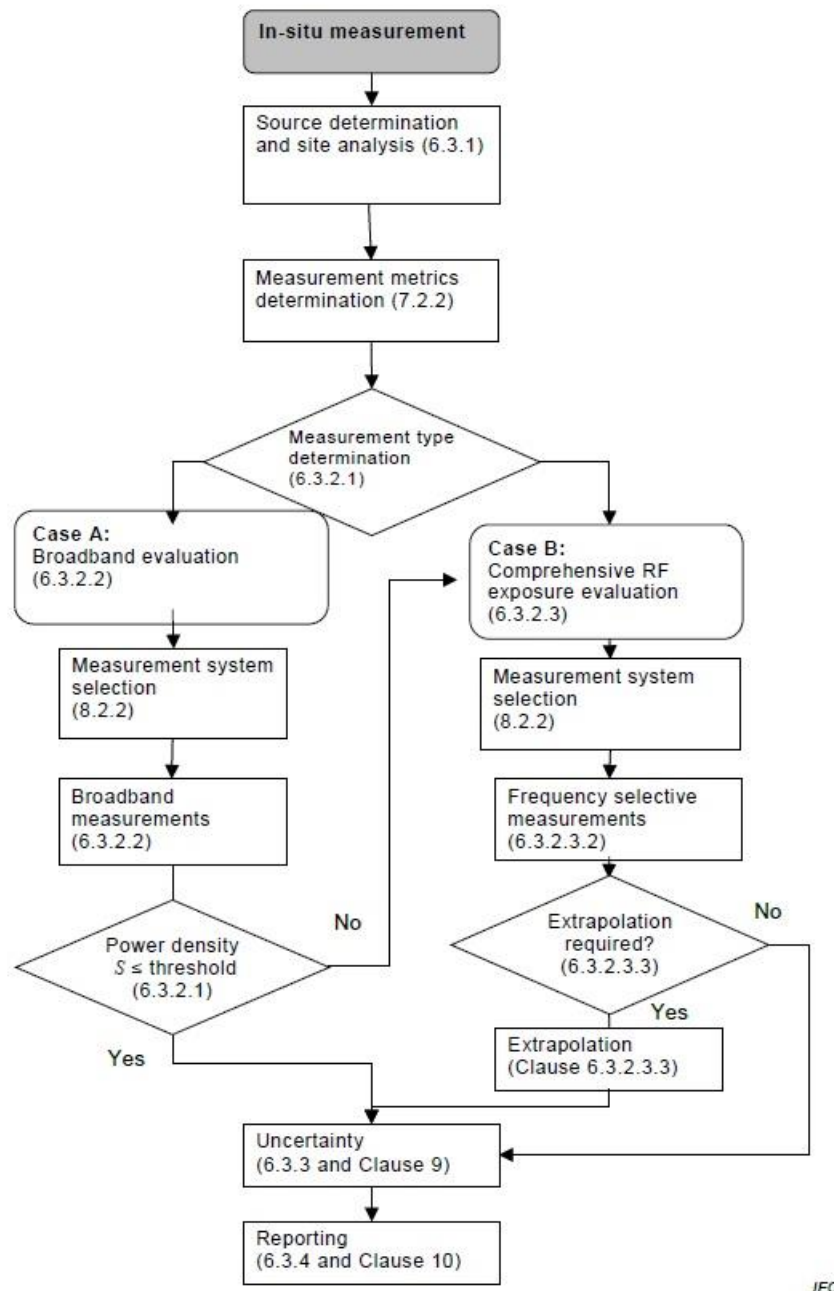 In-situ measurement
Source determination
and site analysis (6.3.1)
Measurement metrics
determination (7.2.2)
Measurement type
determination
(6.3.2.1)
Case A:
Broadband evaluation
(6.3.2.2)
Case B:
Comprehensive RF
exposure evaluation
(6.3.2.3)
Measurement system
selection
(8.2.2)
Measurement system
selection
(8.2.2)
Broadband
measurements
(6.3.2.2)
Frequency selective
measurements
(6.3.2.3.2)
Power density
S ≤ threshold
(6.3.2.1)
No
Yes
Extrapolation
required?
(6.3.2.3.3)
No
Yes
Extrapolation
(Clause 6.3.2.3.3)
Uncertainty
(6.3.3 and Clause 9)
Reporting
(6.3.4 and Clause 10)